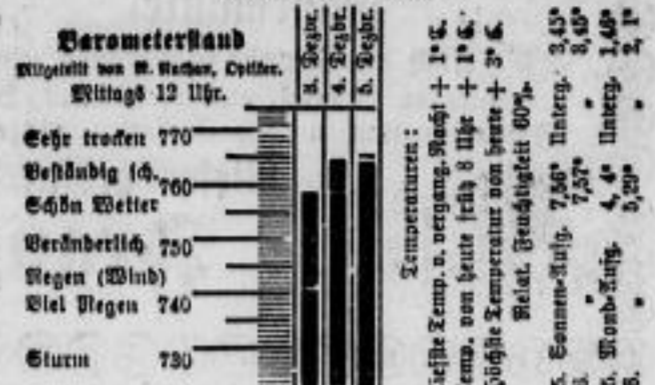 Barometerstand
Mitgeteilt von M. Nathan, Optiker.
Mittags 12 Uhr.
3. Dezbr.
4. Dezbr.
5. Dezbr.
Sehr trocken 770
Beständig sch. 760
Schön Wetter
Veränderlich 750
Regen (Wind)
Viel Regen 740
Sturm 730
Temperaturen:
Temp. v. vergang. Nacht + 1° C.
Temp. von heute früh 8 Uhr + 1° C.
Höchste Temperatur von heute + 3° C.
Relat. Feuchtigkeit 60%.
Sonnen-Aufg. 7,56" Unterg. 3,45"
" 7,57" " 3,45"
Mond-Aufg. 4, 4" Unterg. 1,46"
" 5,29" " 2, 1"